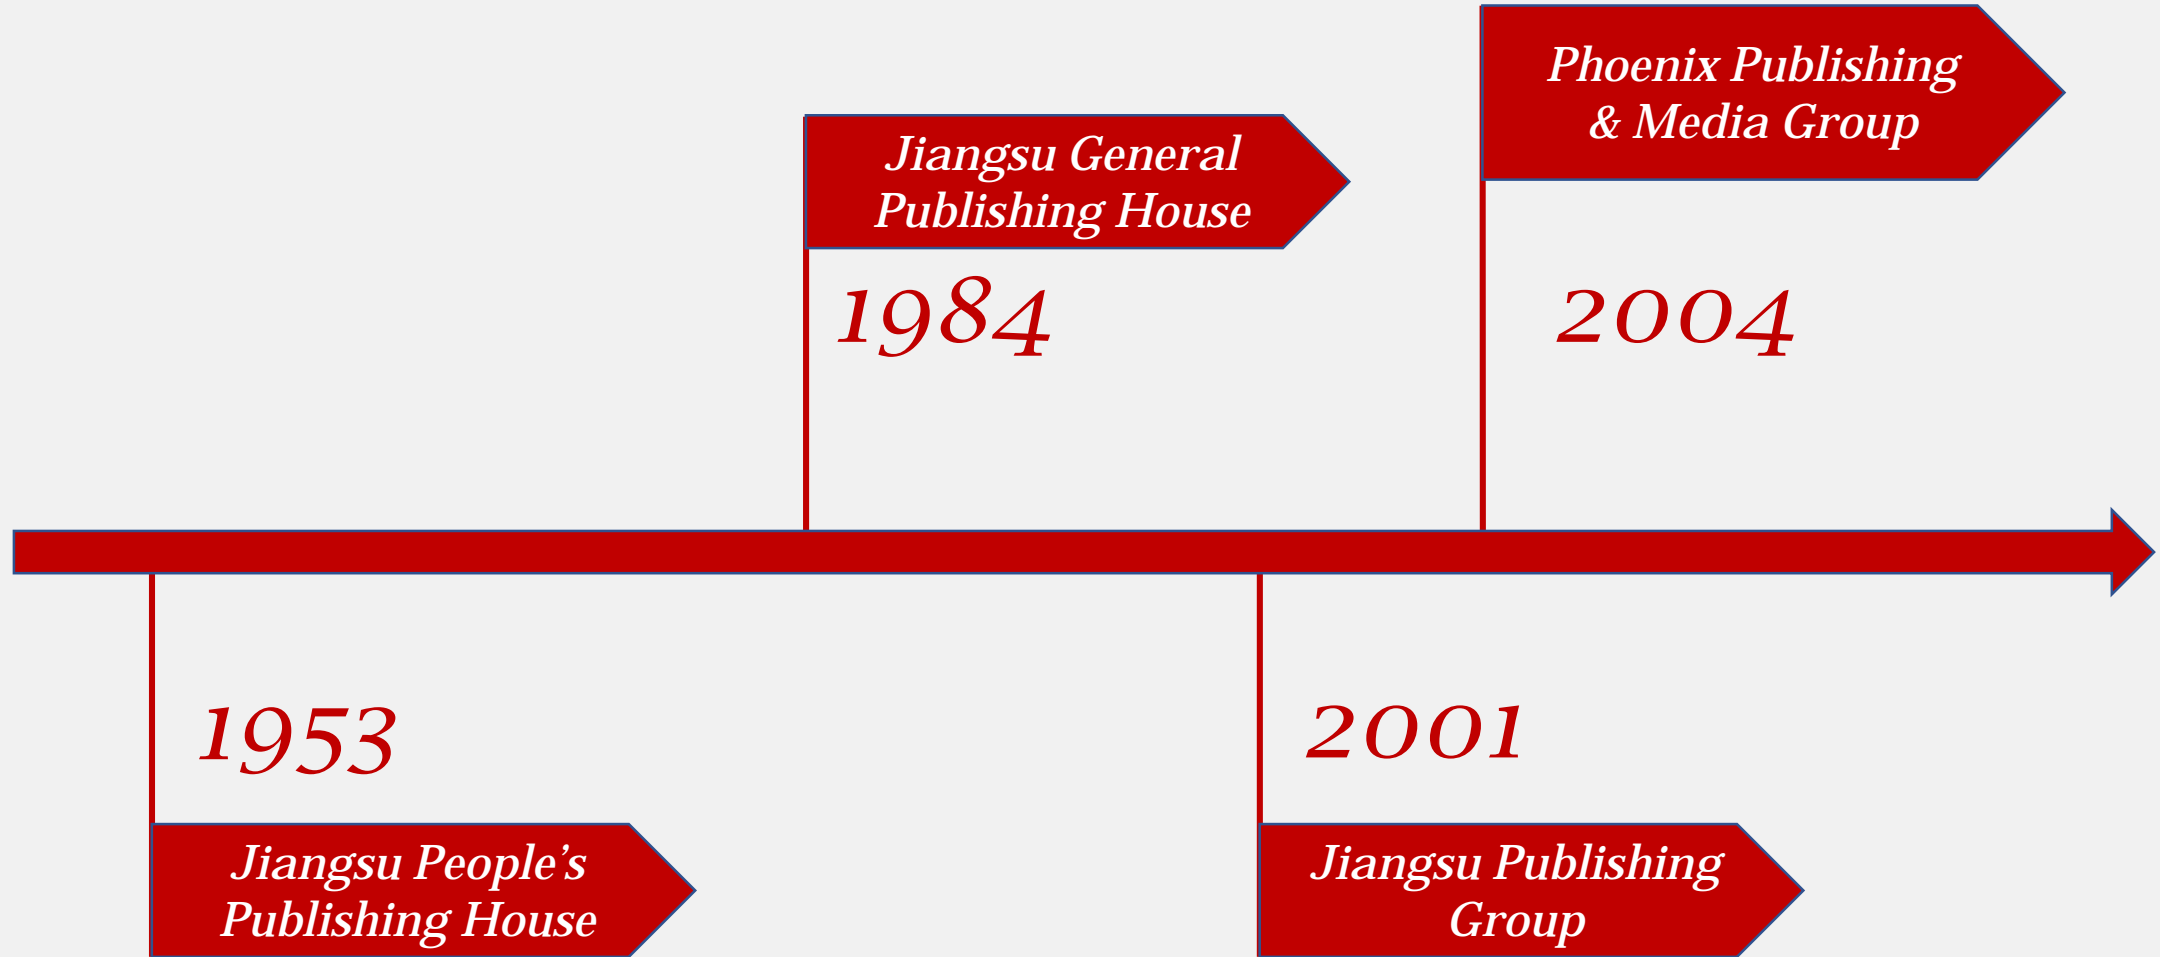 Phoenix Publishing
& Media Group
Jiangsu General
Publishing House
1984
2004
1953
2001
Jiangsu People’s
Publishing House
Jiangsu Publishing
Group